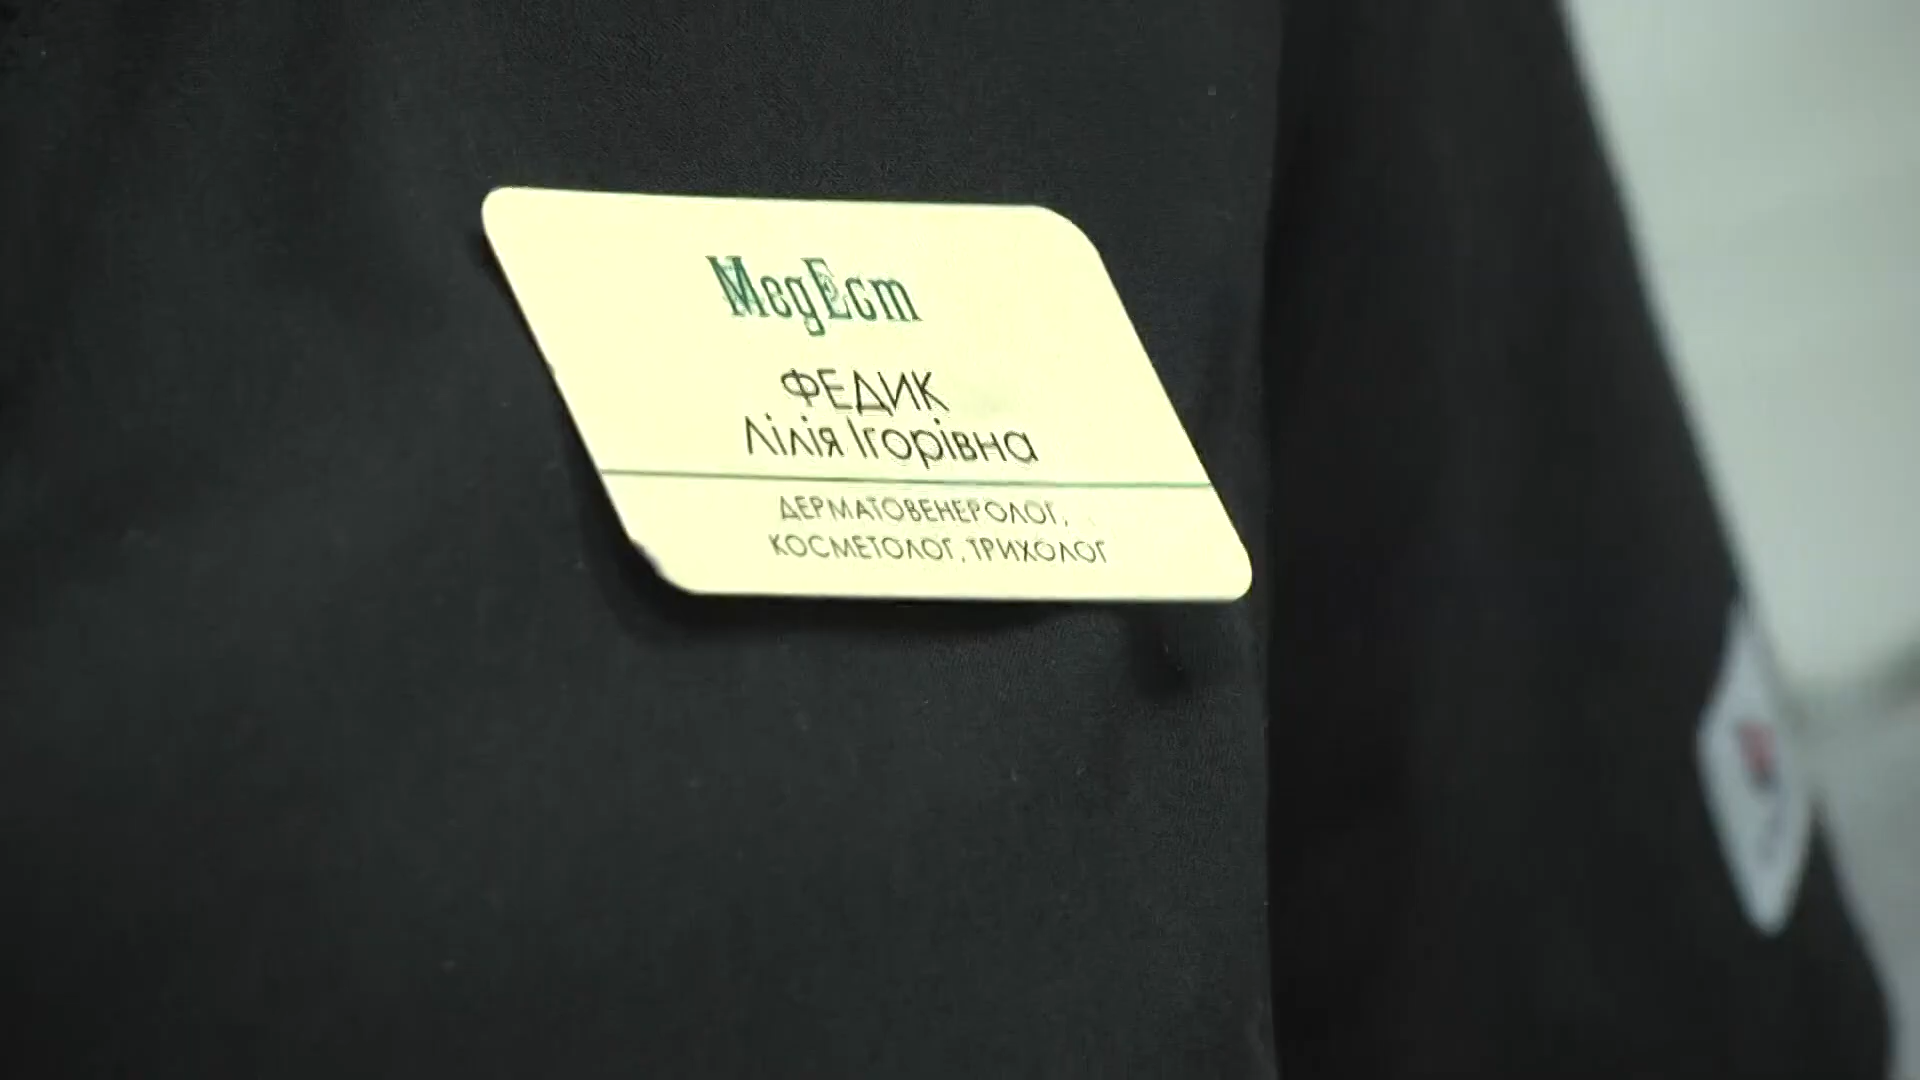 МедЕст
ФЕДИК
Лілія Ігорівна
ДЕРМАТОВЕНЕРОЛОГ,
КОСМЕТОЛОГ, ТРИХОЛОГ